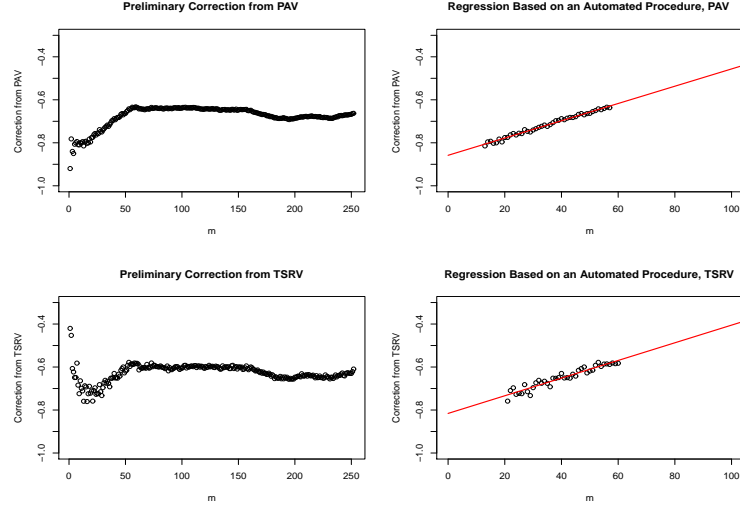 Preliminary Correction from PAV
Correction from PAV
−0.4
−0.6
−0.8
−1.0
0 50 100 150 200 250
m
Regression Based on an Automated Procedure, PAV
Correction from PAV
−0.4
−0.6
−0.8
−1.0
0 20 40 60 80 100
m
Preliminary Correction from TSRV
Correction from TSRV
−0.4
−0.6
−0.8
−1.0
0 50 100 150 200 250
m
Regression Based on an Automated Procedure, TSRV
Correction from TSRV
−0.4
−0.6
−0.8
−1.0
0 20 40 60 80 100
m